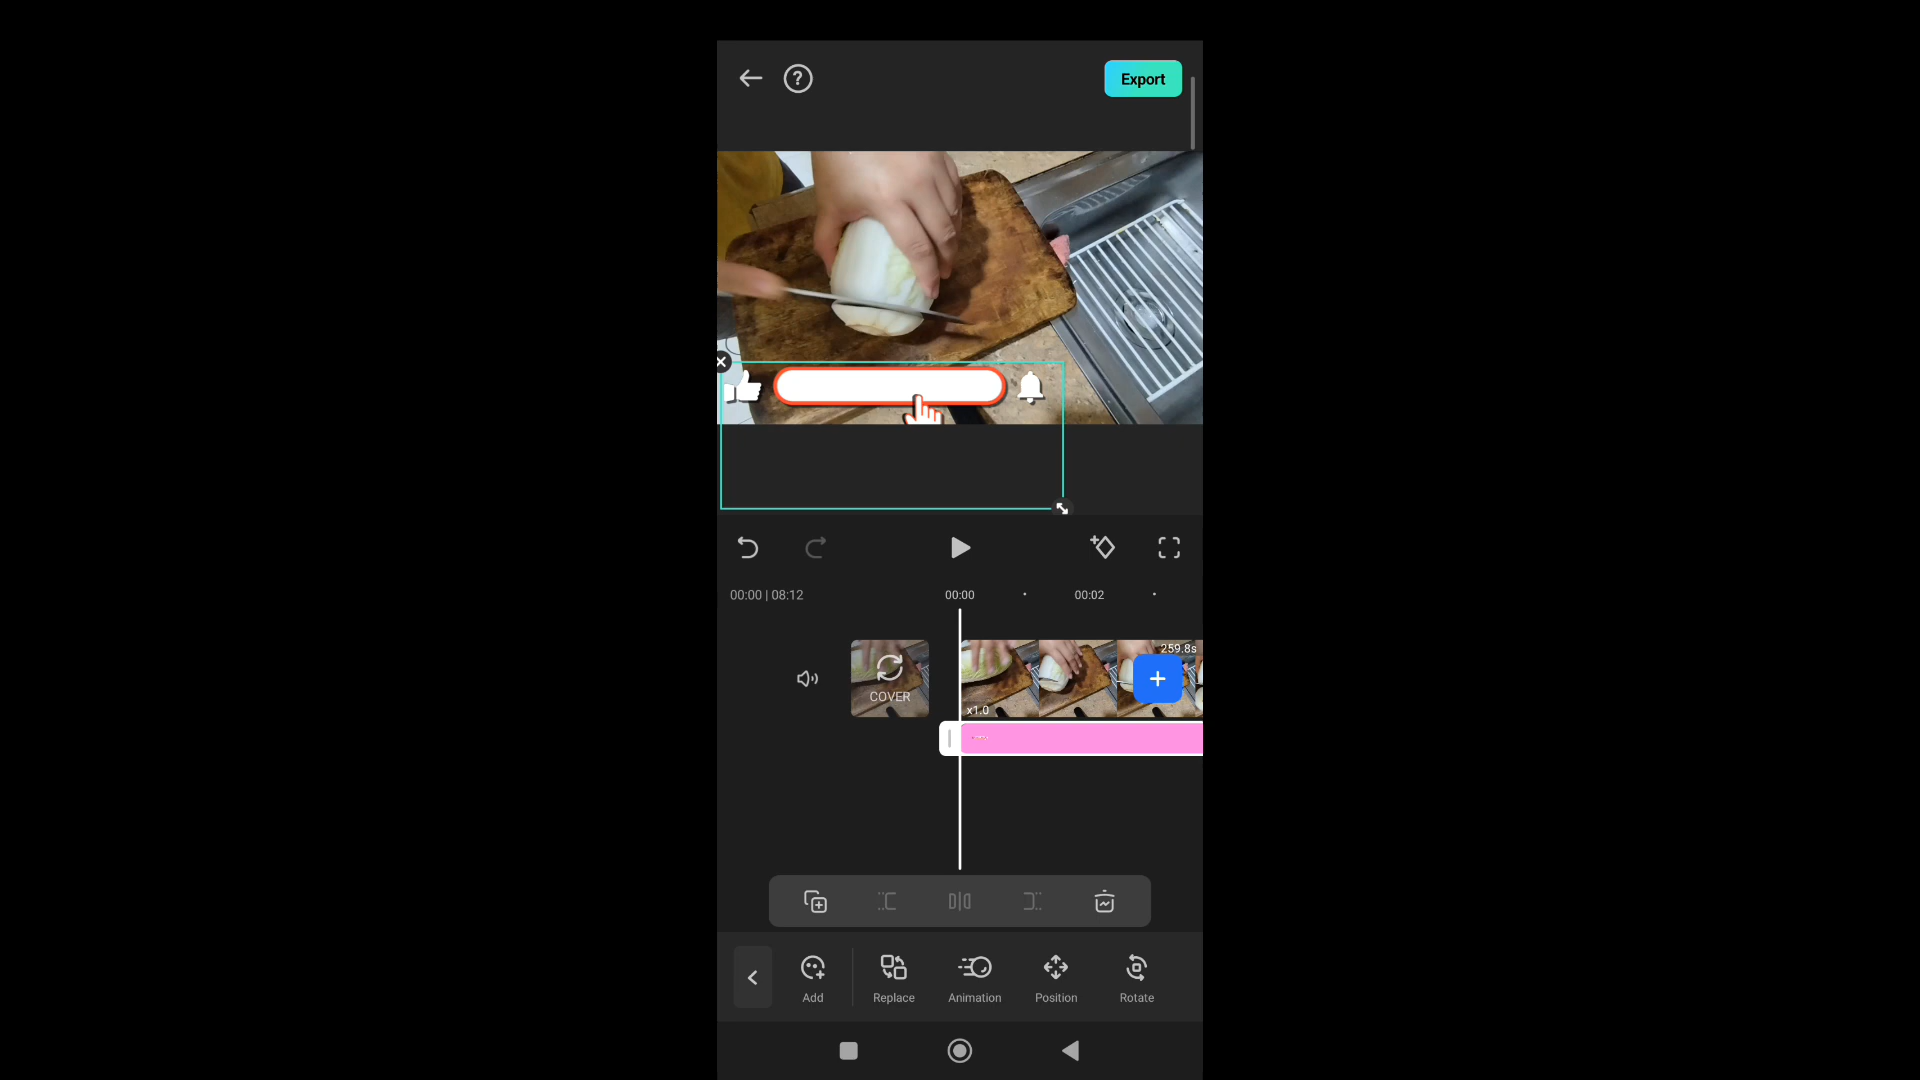 ?
Export
00:00 | 08:12
00:00
00:02
COVER
x1.0
259.8s
Add
Replace
Animation
Position
Rotate